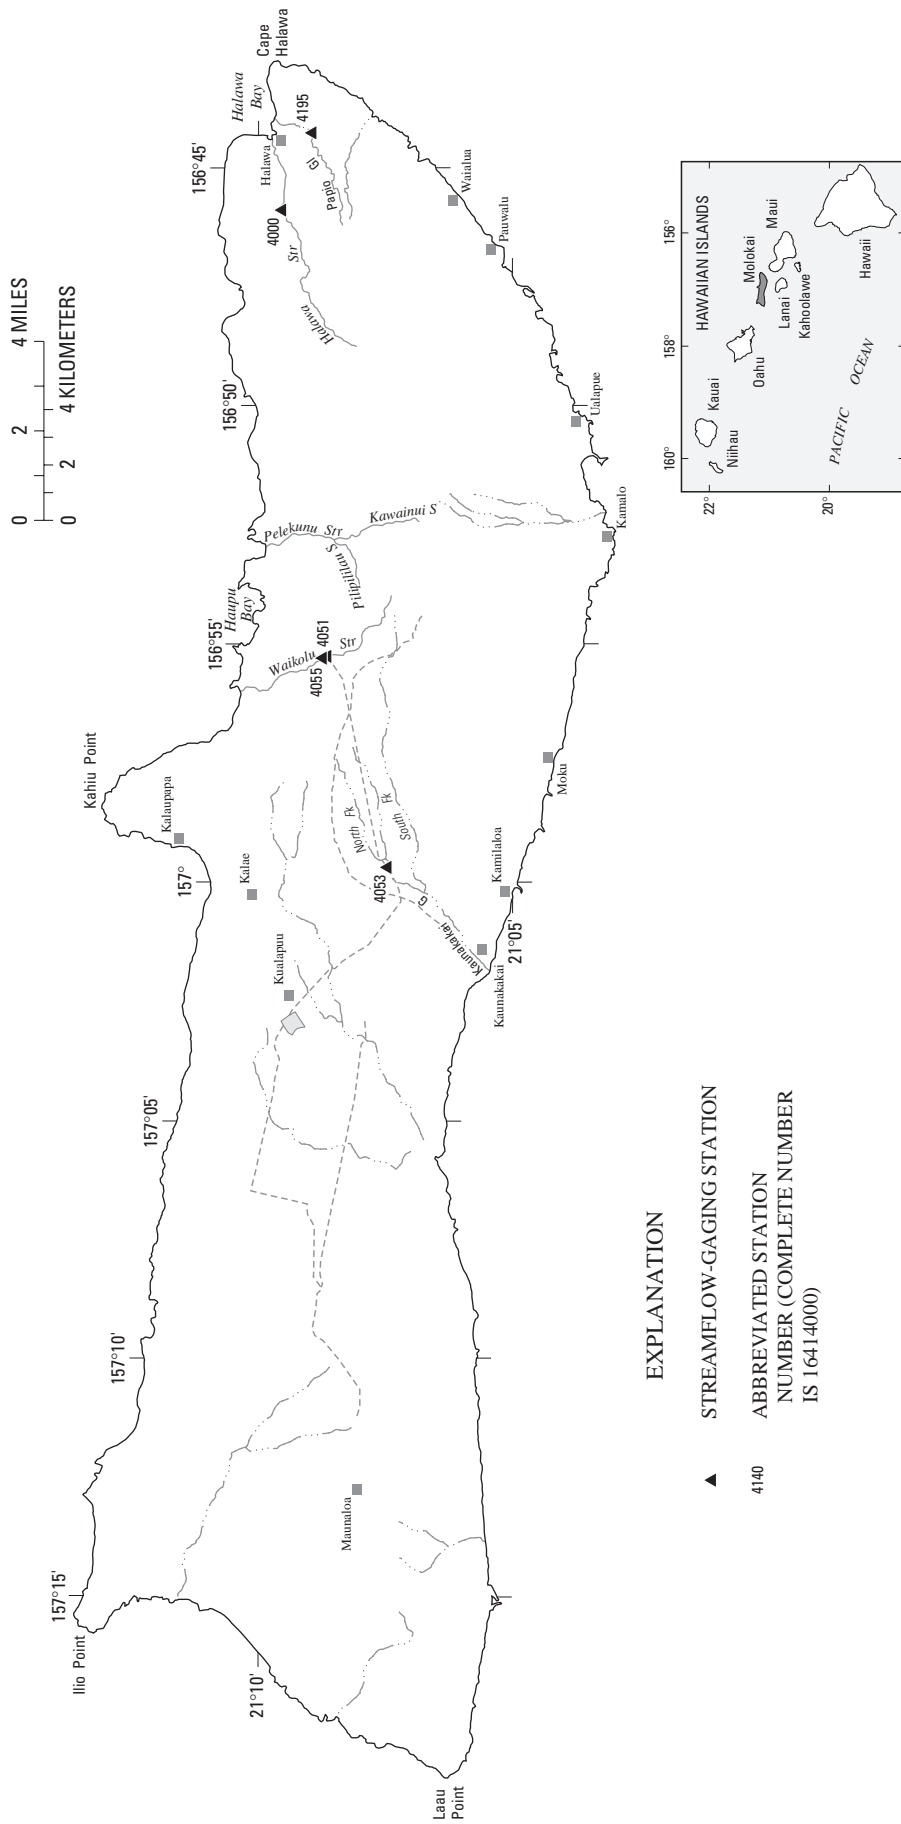 0 2 4 MILES
0 2 4 KILOMETERS
Ilio Point
157°15'
157°10'
157°05'
157°
Kahiu Point
156°55'
156°50'
156°45'
Cape
Halawa
Halawa
Bay
Haupu
Bay
Kalaupapa
Kalae
Kualapuu
Waikolu Str
4055
4051
Pelekunu Str
Pilipililau S
Kawainui S
Halawa Str
4000
Halawa
4195
Papio Gl
North Fk
South Fk
4053
Kaunakakai G
21°10'
Maunaloa
Laau
Point
Kaunakakai
21°05'
Kamilaloa
Moku
Kamalo
Ualapue
Pauwalu
Waialua
EXPLANATION
STREAMFLOW-GAGING STATION
4140 ABBREVIATED STATION
NUMBER (COMPLETE NUMBER
IS 16414000)
160° 158° 156°
22°
20°
HAWAIIAN ISLANDS
Niihau
Kauai
Oahu
Molokai
Lanai
Maui
Kahoolawe
Hawaii
PACIFIC OCEAN